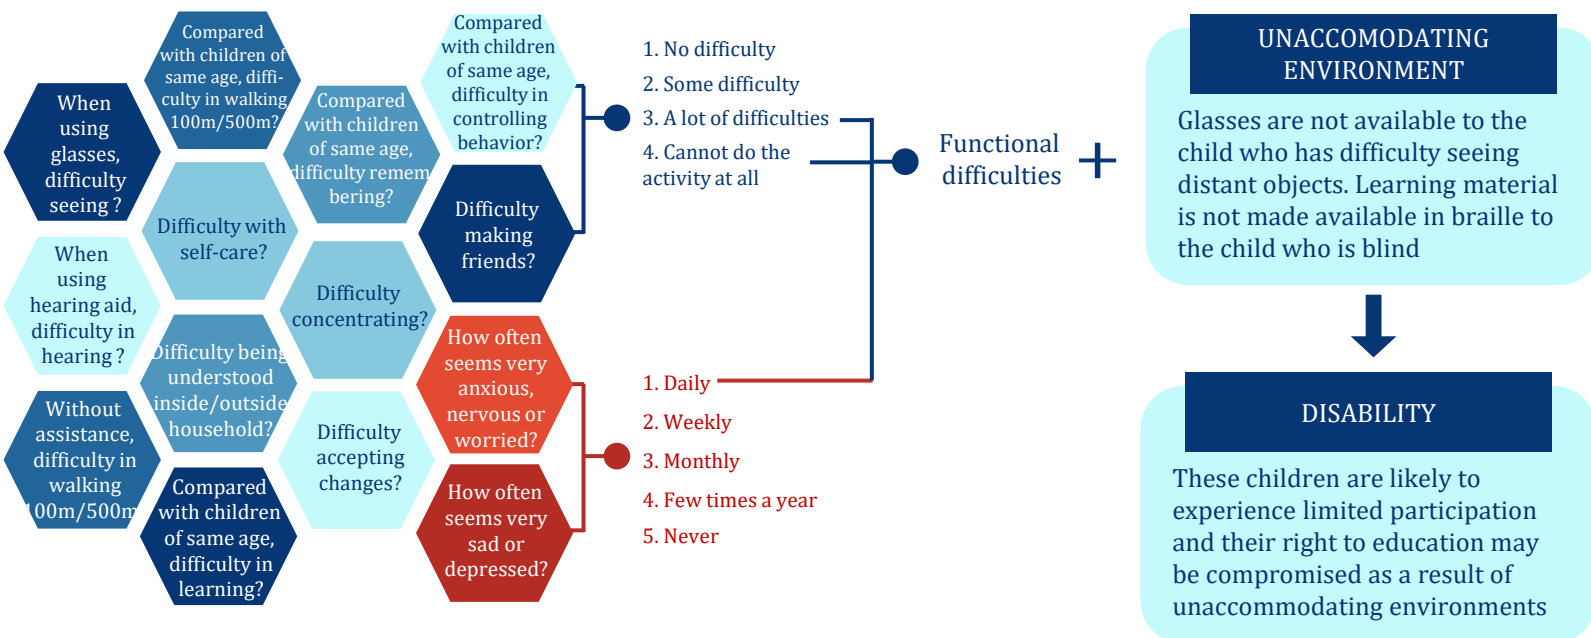 When
using
glasses,
difficulty
seeing ?
When
using
hearing aid,
difficulty in
hearing ?
Without
assistance,
difficulty in
walking
100m/500m
Compared
with children of
same age, diffi-
culty in walking
100m/500m?
Difficulty with
self-care?
Difficulty being
understood
inside/outside
household?
Compared
with children
of same age,
difficulty in
learning?
Compared
with children
of same age,
difficulty remem
bering?
Difficulty
concentrating?
Difficulty
accepting
changes?
Compared
with children
of same age,
difficulty in
controlling
behavior?
Difficulty
making
friends?
How often
seems very
anxious,
nervous or
worried?
How often
seems very
sad or
depressed?
1. No difficulty
2. Some difficulty
3. A lot of difficulties
4. Cannot do the
activity at all
1. Daily
2. Weekly
3. Monthly
4. Few times a year
5. Never
Functional
difficulties
+
UNACCOMODATING
ENVIRONMENT
Glasses are not available to the
child who has difficulty seeing
distant objects. Learning material
is not made available in braille to
the child who is blind
DISABILITY
These children are likely to
experience limited participation
and their right to education may
be compromised as a result of
unaccommodating environments